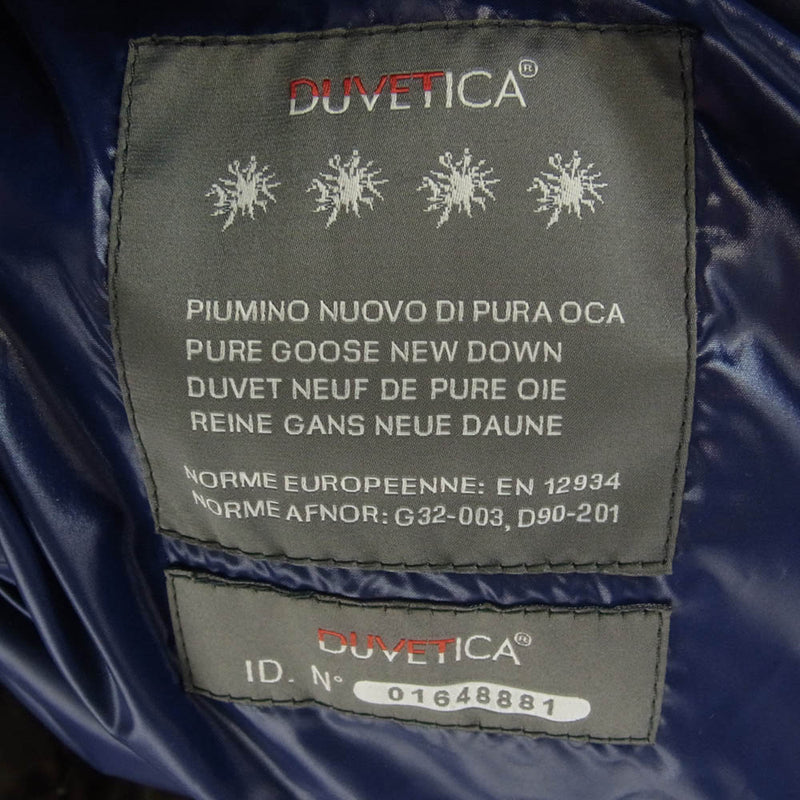 DUVETICA®
PIUMINO NUOVO DI PURA OCA
PURE GOOSE NEW DOWN
DUVET NEUF DE PURE OIE
REINE GANS NEUE DAUNE
NORME EUROPEENNE: EN 12934
NORME AFNOR: G32-003, D90-201
DUVETICA®
ID. N° 01648881